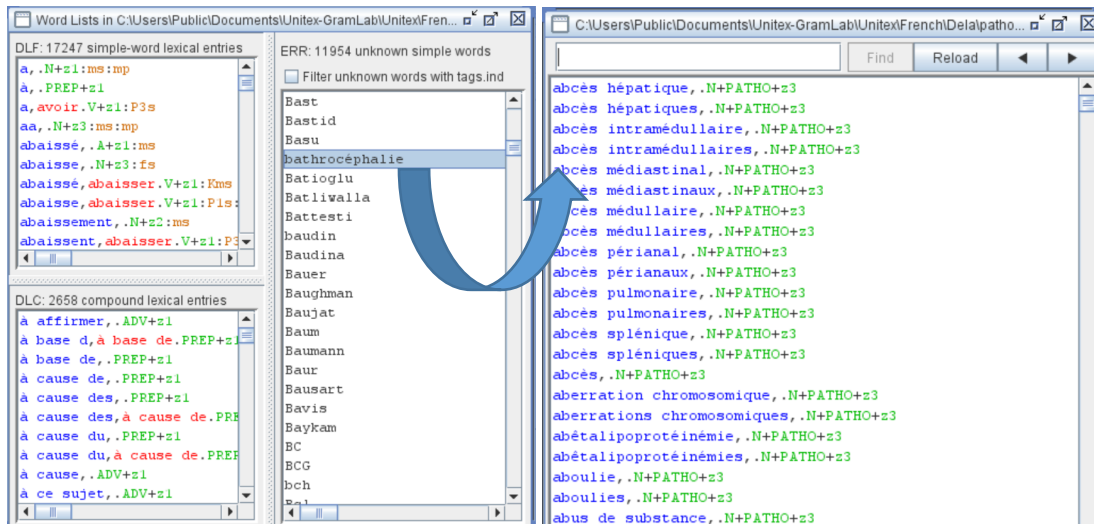 Word Lists in C:\Users\Public\Documents\Unitex-GramLab\Unitex\Fren...
DLF: 17247 simple-word lexical entries
a,.N+z1:ms:mp
à,.PREP+z1
a,avoir.V+z1:P3s
aa,.N+z3:ms:mp
abaissé,.A+z1:ms
abaisse,.N+z3:fs
abaissé,abaisser.V+z1:Kms
abaisse,abaisser.V+z1:P1s:
abaissement,.N+z2:ms
abaissent,abaisser.V+z1:P3
DLC: 2658 compound lexical entries
à affirmer,.ADV+z1
à base d,à base de.PREP+z1
à base de,.PREP+z1
à cause de,.PREP+z1
à cause des,.PREP+z1
à cause des,à cause de.PRE
à cause du,.PREP+z1
à cause du,à cause de.PREP
à cause,.ADV+z1
à ce sujet,.ADV+z1
ERR: 11954 unknown simple words
Filter unknown words with tags.ind
Bast
Bastid
Basu
bathrocéphalie
Batioglu
Batliwalla
Battesti
baudin
Baudina
Bauer
Baughman
Baujat
Baum
Baumann
Baur
Bausart
Bavis
Baykam
BC
BCG
bch
C:\Users\Public\Documents\Unitex-GramLab\Unitex\French\Dela\patho...
Find Reload
abcès hépatique,.N+PATHO+z3
abcès hépatiques,.N+PATHO+z3
abcès intramédullaire,.N+PATHO+z3
abcès intramédullaires,.N+PATHO+z3
abcès médiastinal,.N+PATHO+z3
abcès médiastinaux,.N+PATHO+z3
abcès médullaire,.N+PATHO+z3
abcès médullaires,.N+PATHO+z3
abcès périanal,.N+PATHO+z3
abcès périanaux,.N+PATHO+z3
abcès pulmonaire,.N+PATHO+z3
abcès pulmonaires,.N+PATHO+z3
abcès splénique,.N+PATHO+z3
abcès spléniques,.N+PATHO+z3
abcès,.N+PATHO+z3
aberration chromosomique,.N+PATHO+z3
aberrations chromosomiques,.N+PATHO+z3
abêtalipoprotéinémie,.N+PATHO+z3
abêtalipoprotéinémies,.N+PATHO+z3
aboulie,.N+PATHO+z3
aboulies,.N+PATHO+z3
abus de substance,.N+PATHO+z3